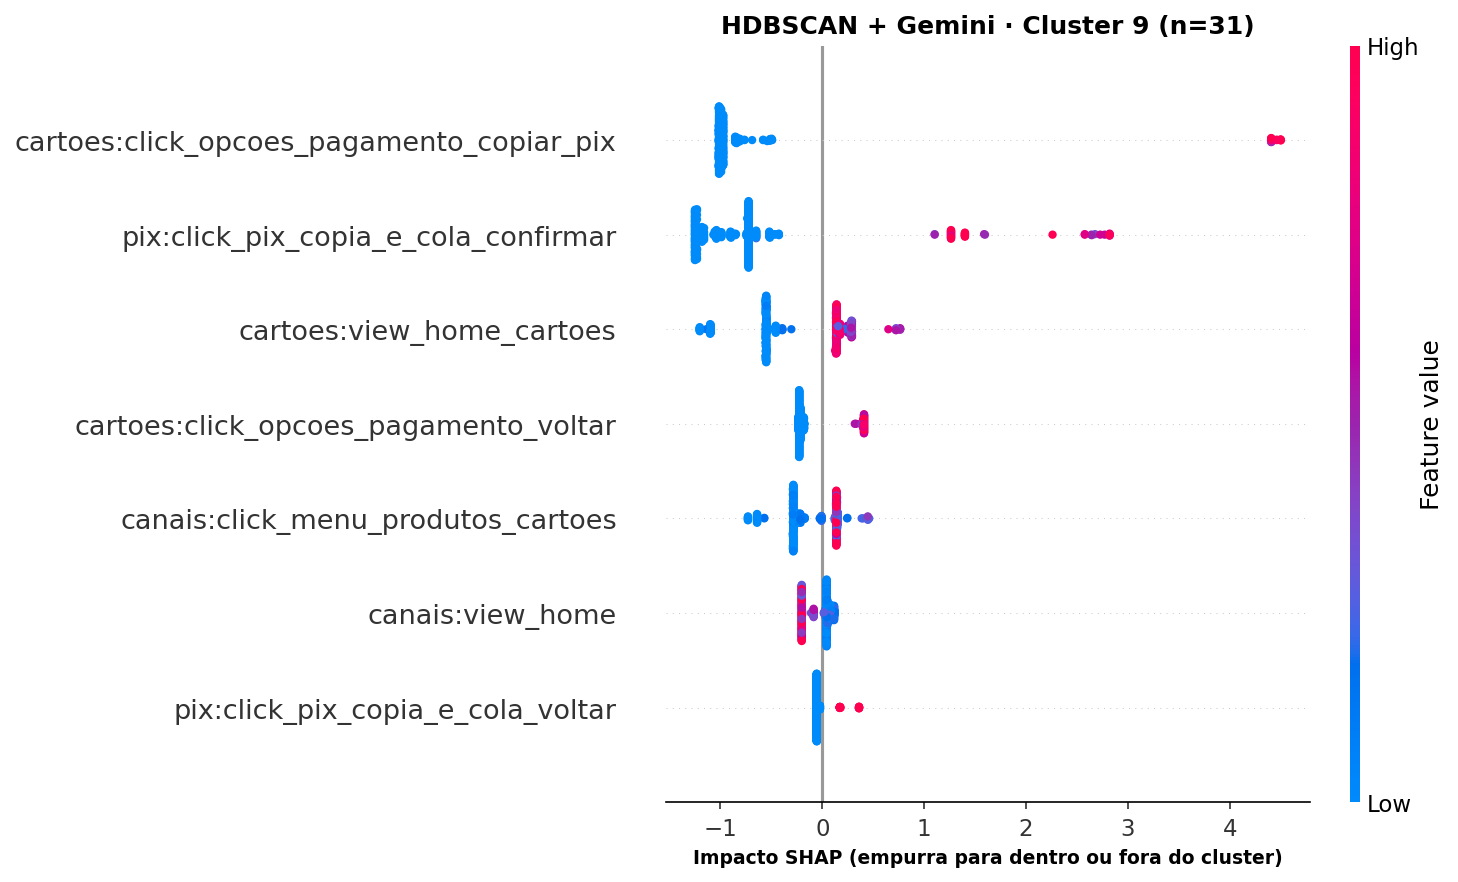 HDBSCAN + Gemini · Cluster 9 (n=31)
High
cartoes:click_opcoes_pagamento_copiar_pix
pix:click_pix_copia_e_cola_confirmar
cartoes:view_home_cartoes
cartoes:click_opcoes_pagamento_voltar
canais:click_menu_produtos_cartoes
canais:view_home
pix:click_pix_copia_e_cola_voltar
Feature value
Low
−1 0 1 2 3 4
Impacto SHAP (empurra para dentro ou fora do cluster)